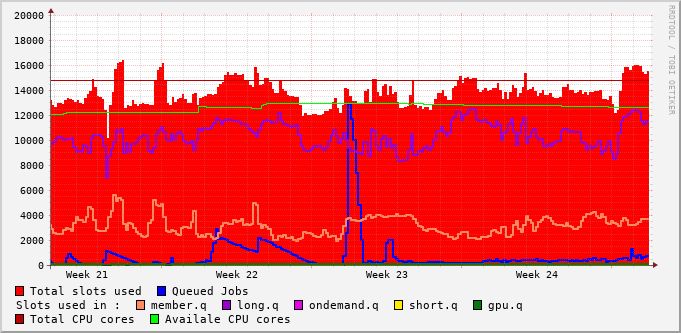 20000
18000
16000
14000
12000
10000
8000
6000
4000
2000
0
Week 21 Week 22 Week 23 Week 24
RRDTOOL / TOBI OETIKER
Total slots used Queued Jobs
Slots used in : member.q long.q ondemand.q short.q gpu.q
Total CPU cores Availale CPU cores